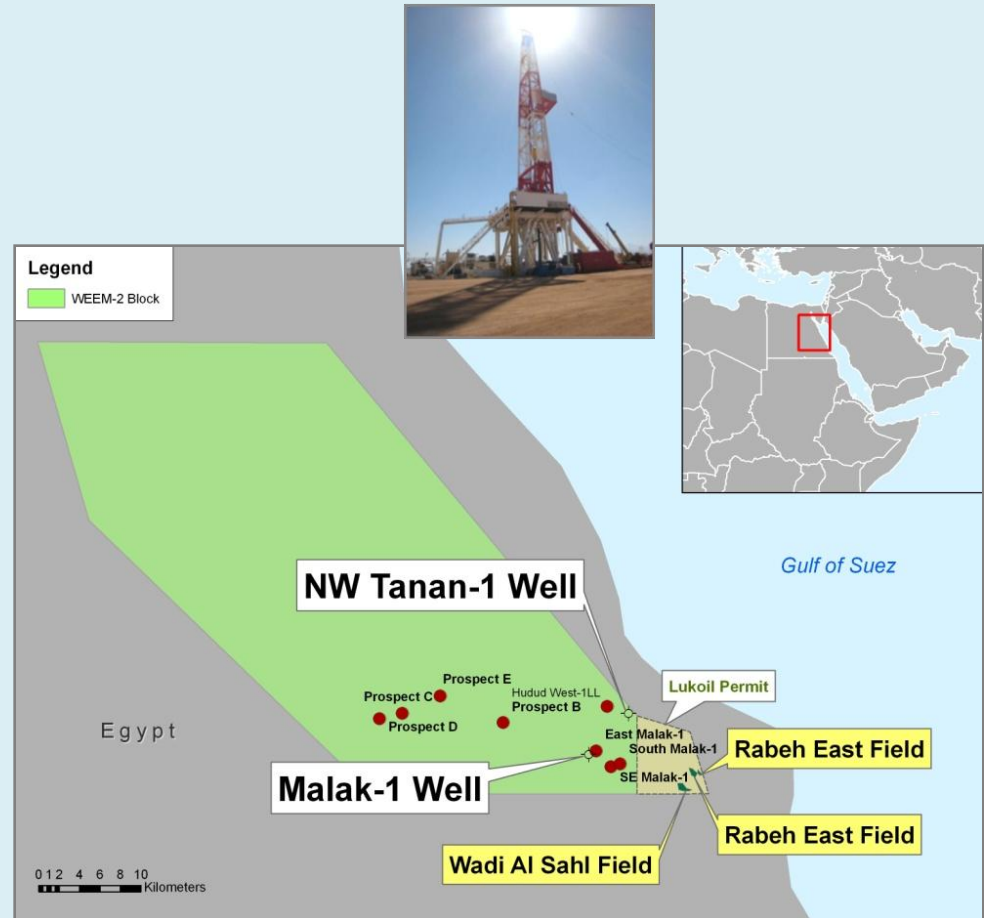 Legend
WEEM-2 Block
Gulf of Suez
NW Tanan-1 Well
Lukoil Permit
Prospect E
Prospect C
Hudud West-1LL
Prospect B
Prospect D
Egypt
East Malak-1
South Malak-1
Rabeh East Field
SE Malak-1
Malak-1 Well
Rabeh East Field
Wadi Al Sahl Field
0 1 2 4 6 8 10
Kilometers